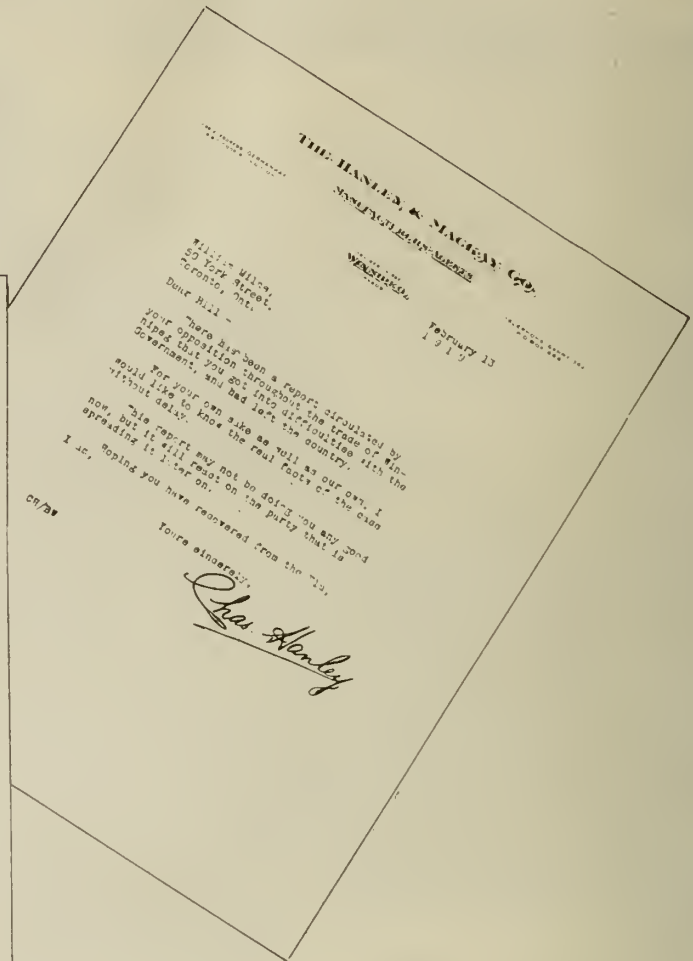 THE HANLEY & MACKAY CO.
MANUFACTURERS' AGENTS
WINNIPEG
February 13
1919
William Milne,
50 York Street,
Toronto, Ont.
Dear Bill -
There has been a report circulated by
your opposition throughout the trade of Win-
nipeg that you got into difficulties with the
Government, and had left the country.
For your own sake as well as our own, I
would like to know the real facts of the case
without delay.
This report may not be doing you any good
now, but it will react on the party that is
spreading it later on.
Hoping you have recovered from the Flu,
I am,
Yours sincerely,
Chas. Hanley